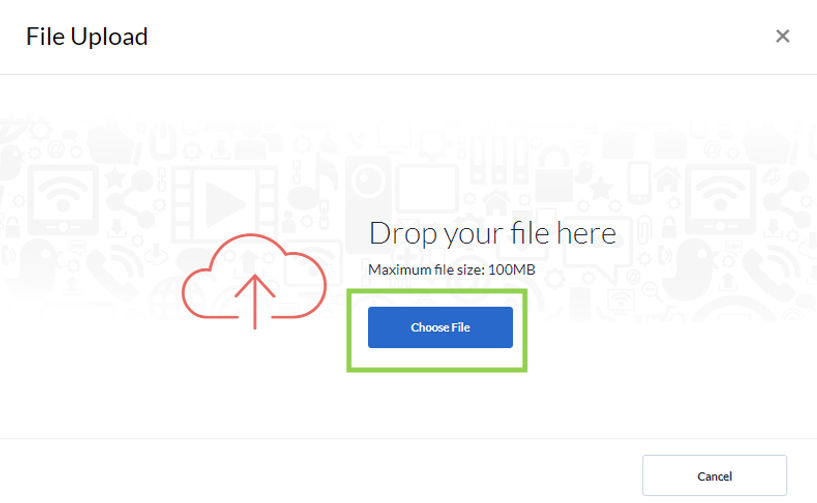 File Upload
Drop your file here
Maximum file size: 100MB
Choose File
Cancel